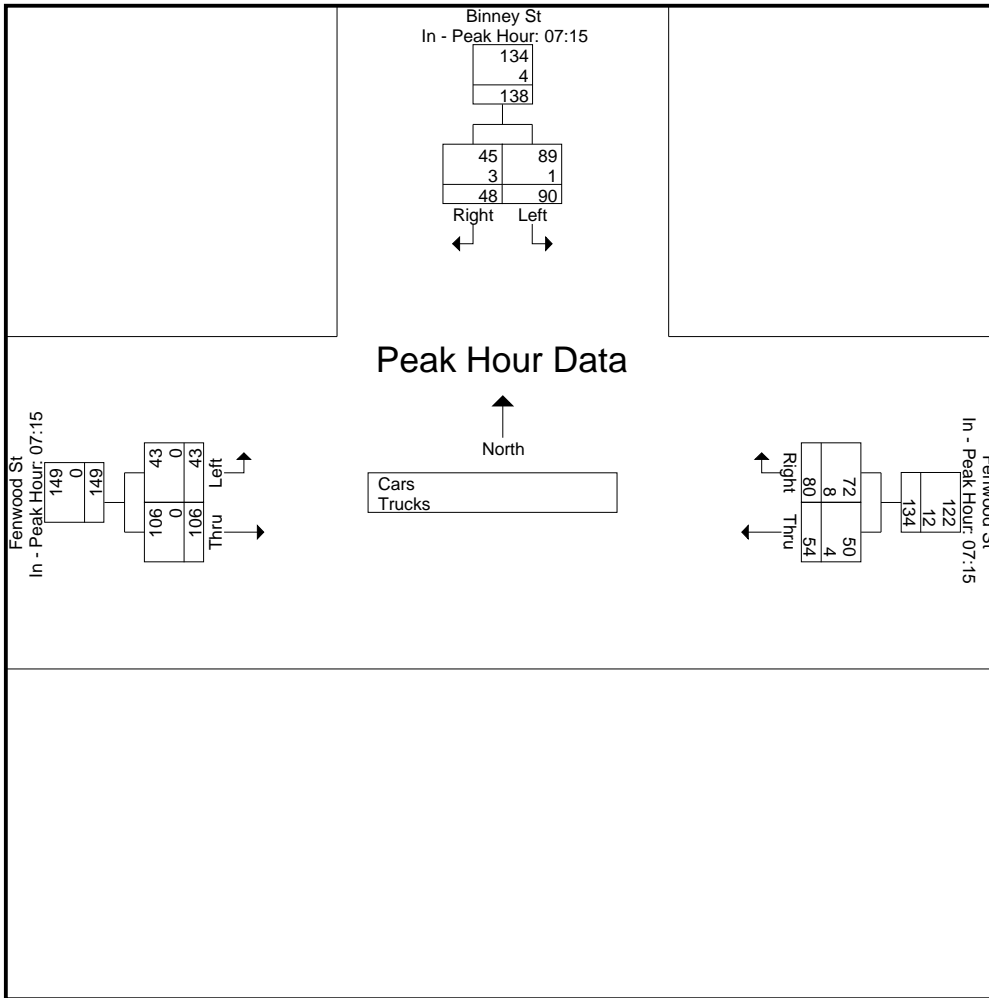 Binney St
In - Peak Hour: 07:15
134
4
138
45 89
3 1
48 90
Right Left
Peak Hour Data
North
Cars
Trucks
Fenwood St
In - Peak Hour: 07:15
149
0
149
Left
43
0
43
Thru
106
0
106
Right
72
8
80
Thru
50
4
54
122
12
134
Fenwood St
In - Peak Hour: 07:15